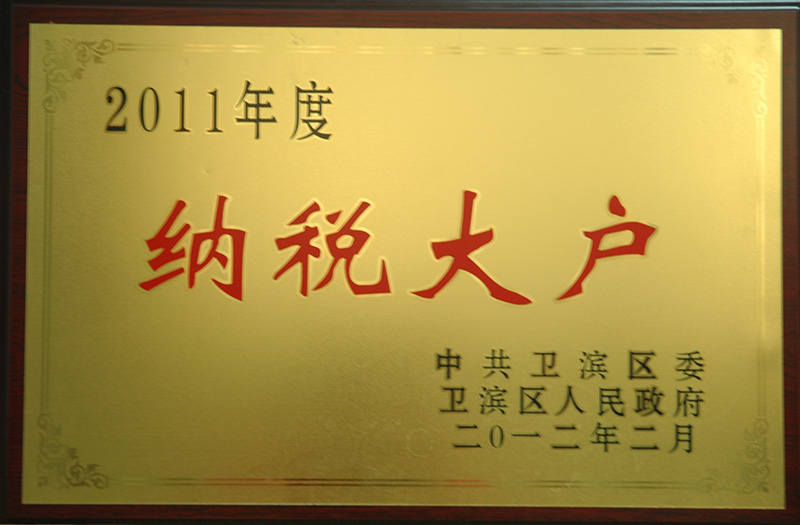 2011年度
纳税大户
中共卫滨区委
卫滨区人民政府
二〇一二年二月